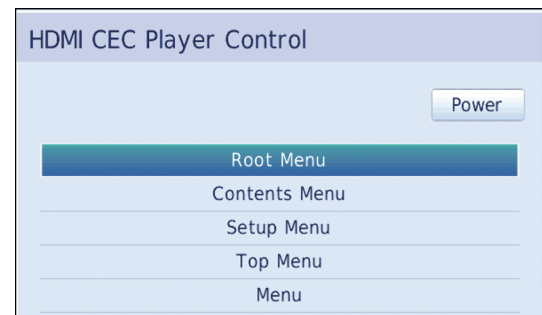 HDMI CEC Player Control
Power
Root Menu
Contents Menu
Setup Menu
Top Menu
Menu